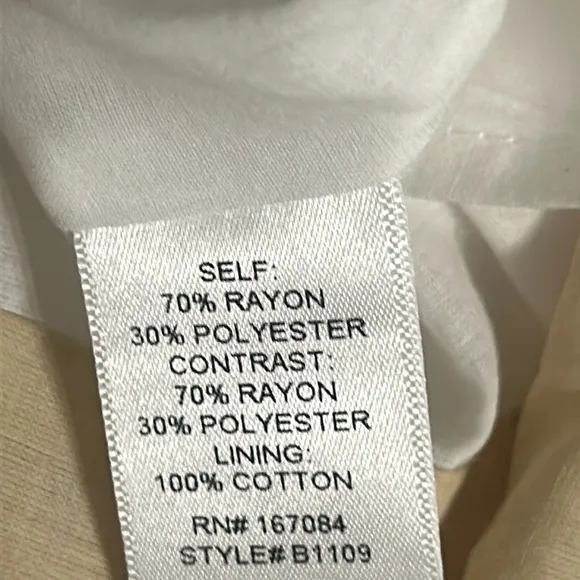 SELF:
70% RAYON
30% POLYESTER
CONTRAST:
70% RAYON
30% POLYESTER
LINING:
100% COTTON
RN# 167084
STYLE# B1109